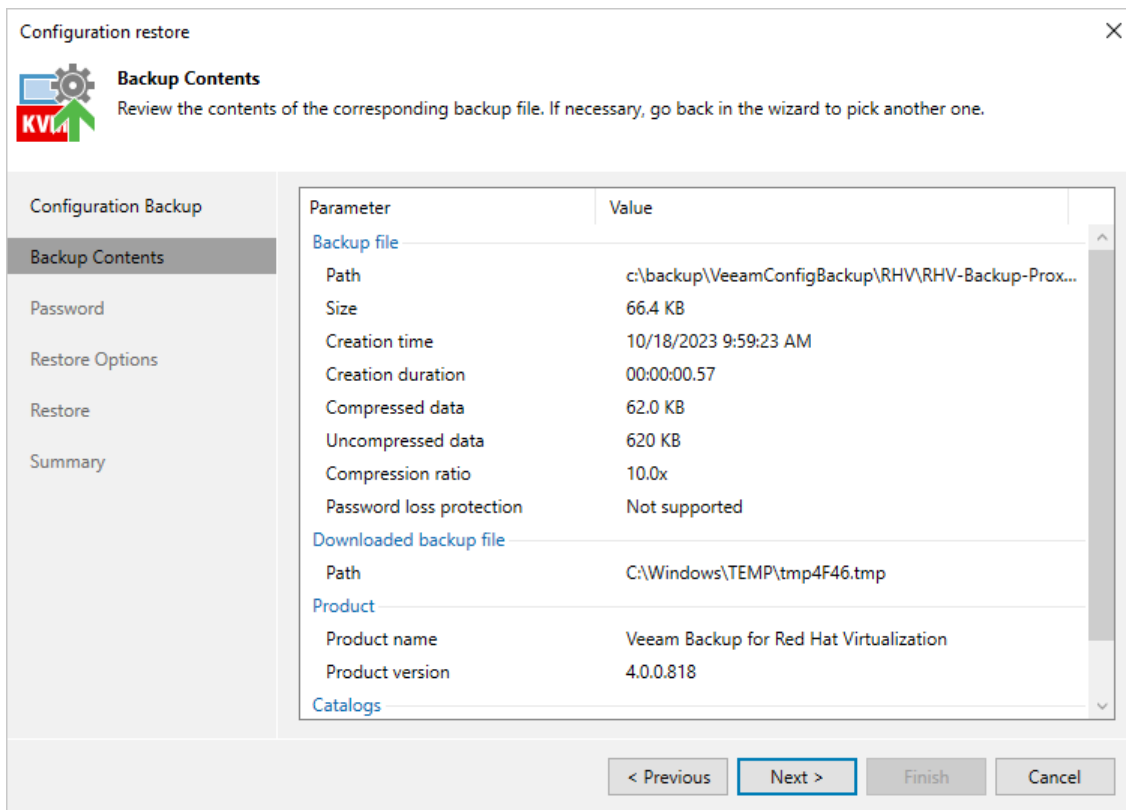 Configuration restore
Backup Contents
Review the contents of the corresponding backup file. If necessary, go back in the wizard to pick another one.
KVM
Configuration Backup
Backup Contents
Password
Restore Options
Restore
Summary
Parameter Value
Backup file
Path c:\backup\VeeamConfigBackup\RHV\RHV-Backup-Prox...
Size 66.4 KB
Creation time 10/18/2023 9:59:23 AM
Creation duration 00:00:00.57
Compressed data 62.0 KB
Uncompressed data 620 KB
Compression ratio 10.0x
Password loss protection Not supported
Downloaded backup file
Path C:\Windows\TEMP\tmp4F46.tmp
Product
Product name Veeam Backup for Red Hat Virtualization
Product version 4.0.0.818
Catalogs
< Previous Next > Finish Cancel